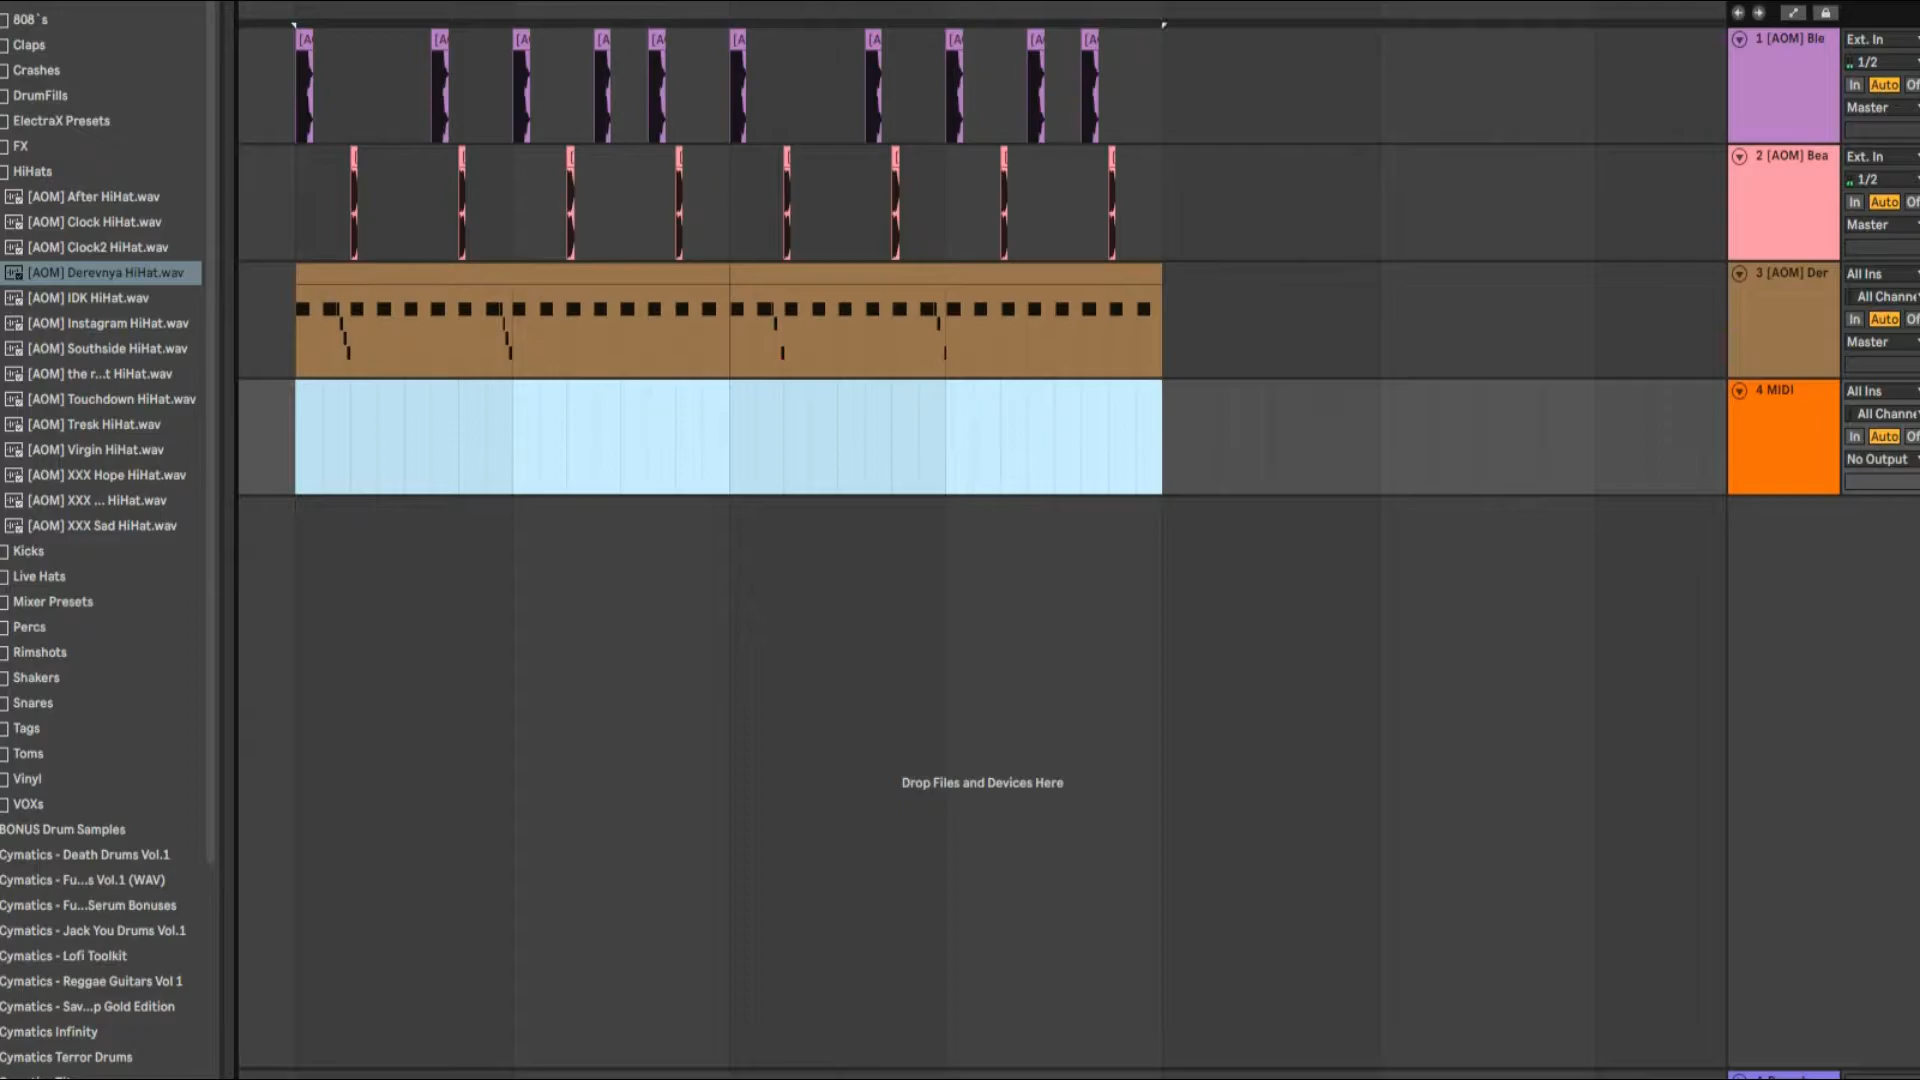 808`s
Claps
Crashes
DrumFills
ElectraX Presets
FX
HiHats
[AOM] After HiHat.wav
[AOM] Clock HiHat.wav
[AOM] Clock2 HiHat.wav
[AOM] Derevnya HiHat.wav
[AOM] IDK HiHat.wav
[AOM] Instagram HiHat.wav
[AOM] Southside HiHat.wav
[AOM] the r...t HiHat.wav
[AOM] Touchdown HiHat.wav
[AOM] Tresk HiHat.wav
[AOM] Virgin HiHat.wav
[AOM] XXX Hope HiHat.wav
[AOM] XXX ... HiHat.wav
[AOM] XXX Sad HiHat.wav
Kicks
Live Hats
Mixer Presets
Percs
Rimshots
Shakers
Snares
Tags
Toms
Vinyl
VOXs
BONUS Drum Samples
Cymatics - Death Drums Vol.1
Cymatics - Fu...s Vol.1 (WAV)
Cymatics - Fu...Serum Bonuses
Cymatics - Jack You Drums Vol.1
Cymatics - Lofi Toolkit
Cymatics - Reggae Guitars Vol 1
Cymatics - Sav...p Gold Edition
Cymatics Infinity
Cymatics Terror Drums
[A [A [A [A [A [A [A [A [A [A
Drop Files and Devices Here
1 [AOM] Ble
Ext. In
1/2
In Auto Of
Master
2 [AOM] Bea
Ext. In
1/2
In Auto Of
Master
3 [AOM] Der
All Ins
All Channe
In Auto Of
Master
4 MIDI
All Ins
All Channe
In Auto Of
No Output